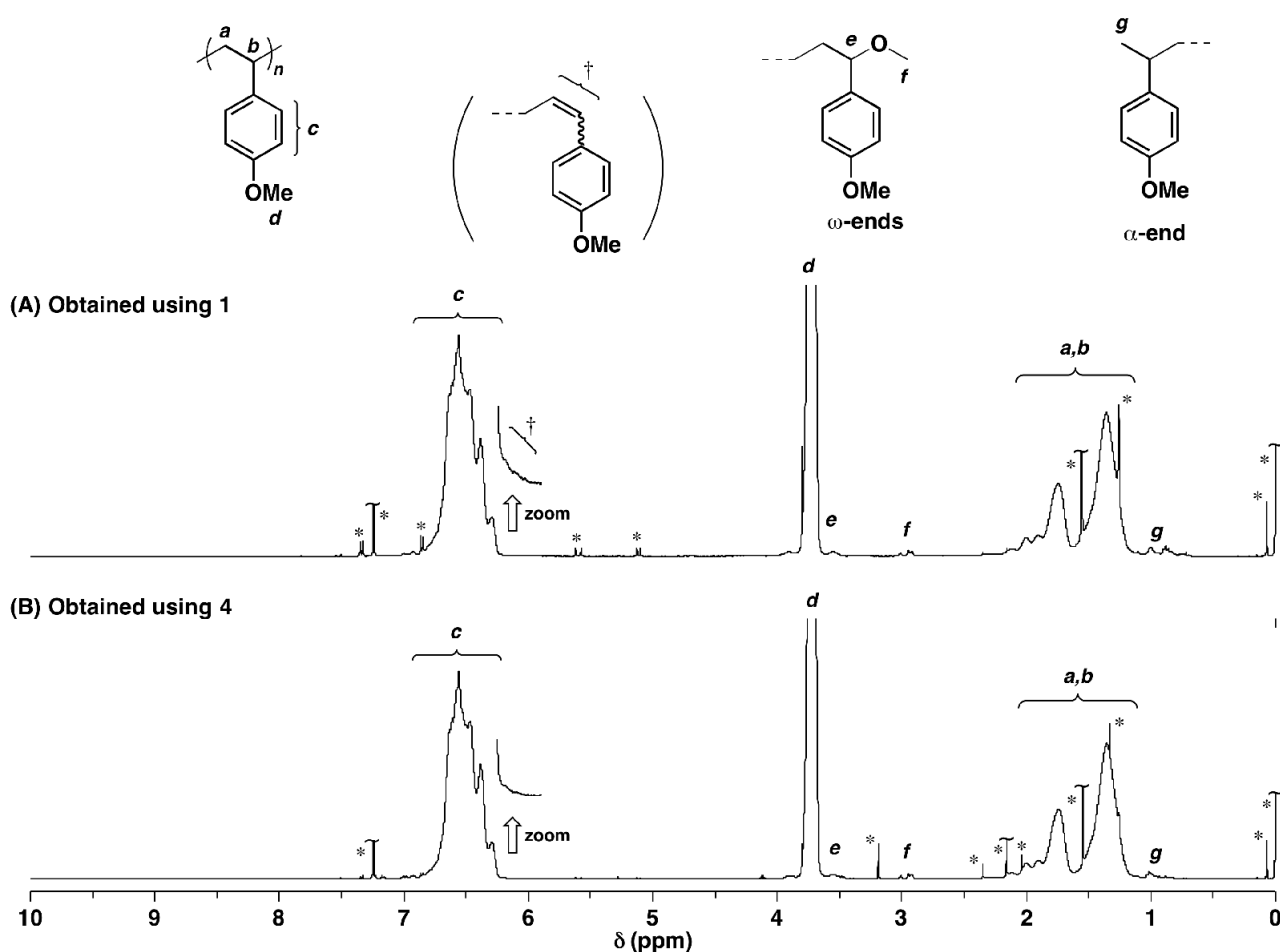 a b n c OMe d
† OMe
e O f OMe ω-ends
g OMe α-end
(A) Obtained using 1
c d a,b
† zoom
* * * * * e f * * g * *
(B) Obtained using 4
c d a,b
zoom
* e * f * * * * * g * *
10 9 8 7 6 5 4 3 2 1 0
δ (ppm)